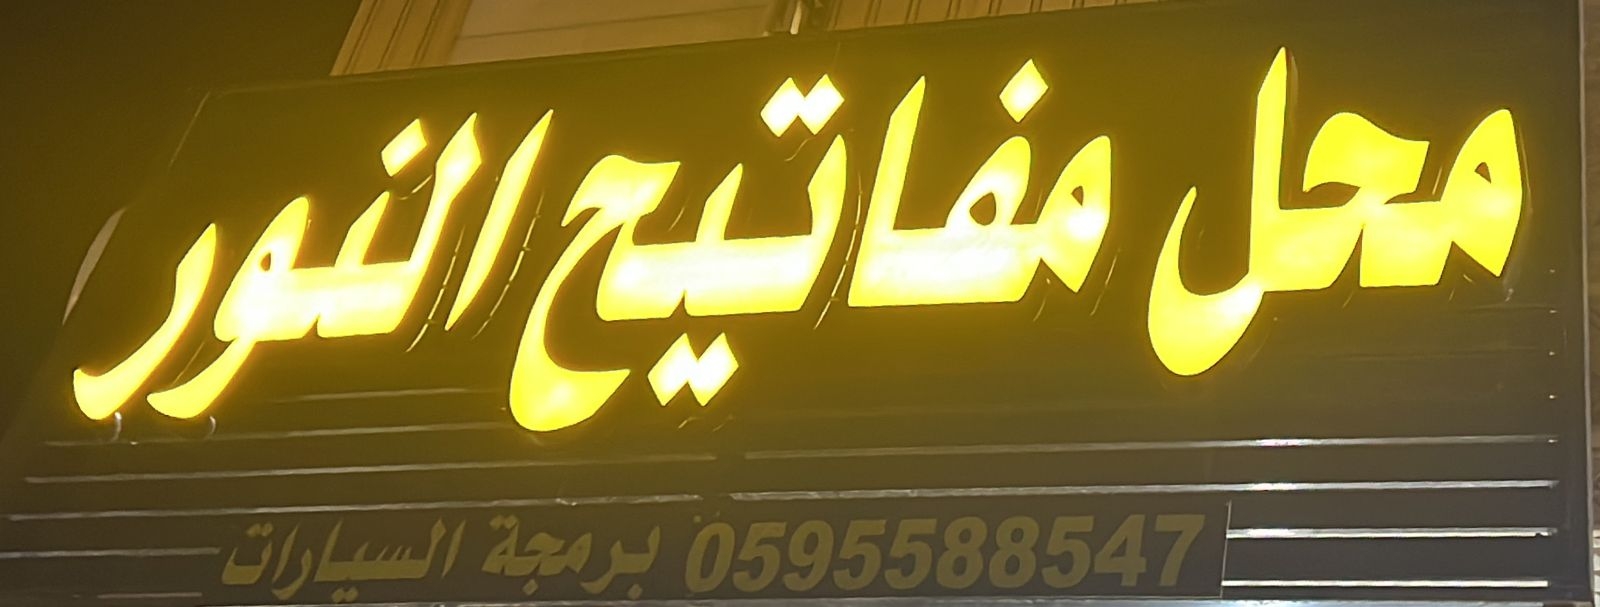 محل مفاتيح النور
برمجة السيارات 0595588547